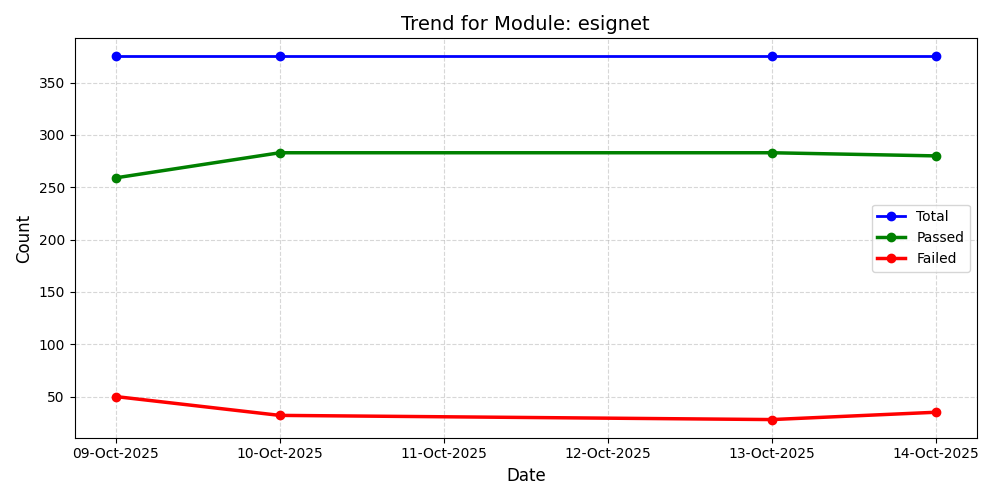 Trend for Module: esignet
Count
350
300
250
200
150
100
50
Total
Passed
Failed
09-Oct-2025
10-Oct-2025
11-Oct-2025
12-Oct-2025
13-Oct-2025
14-Oct-2025
Date